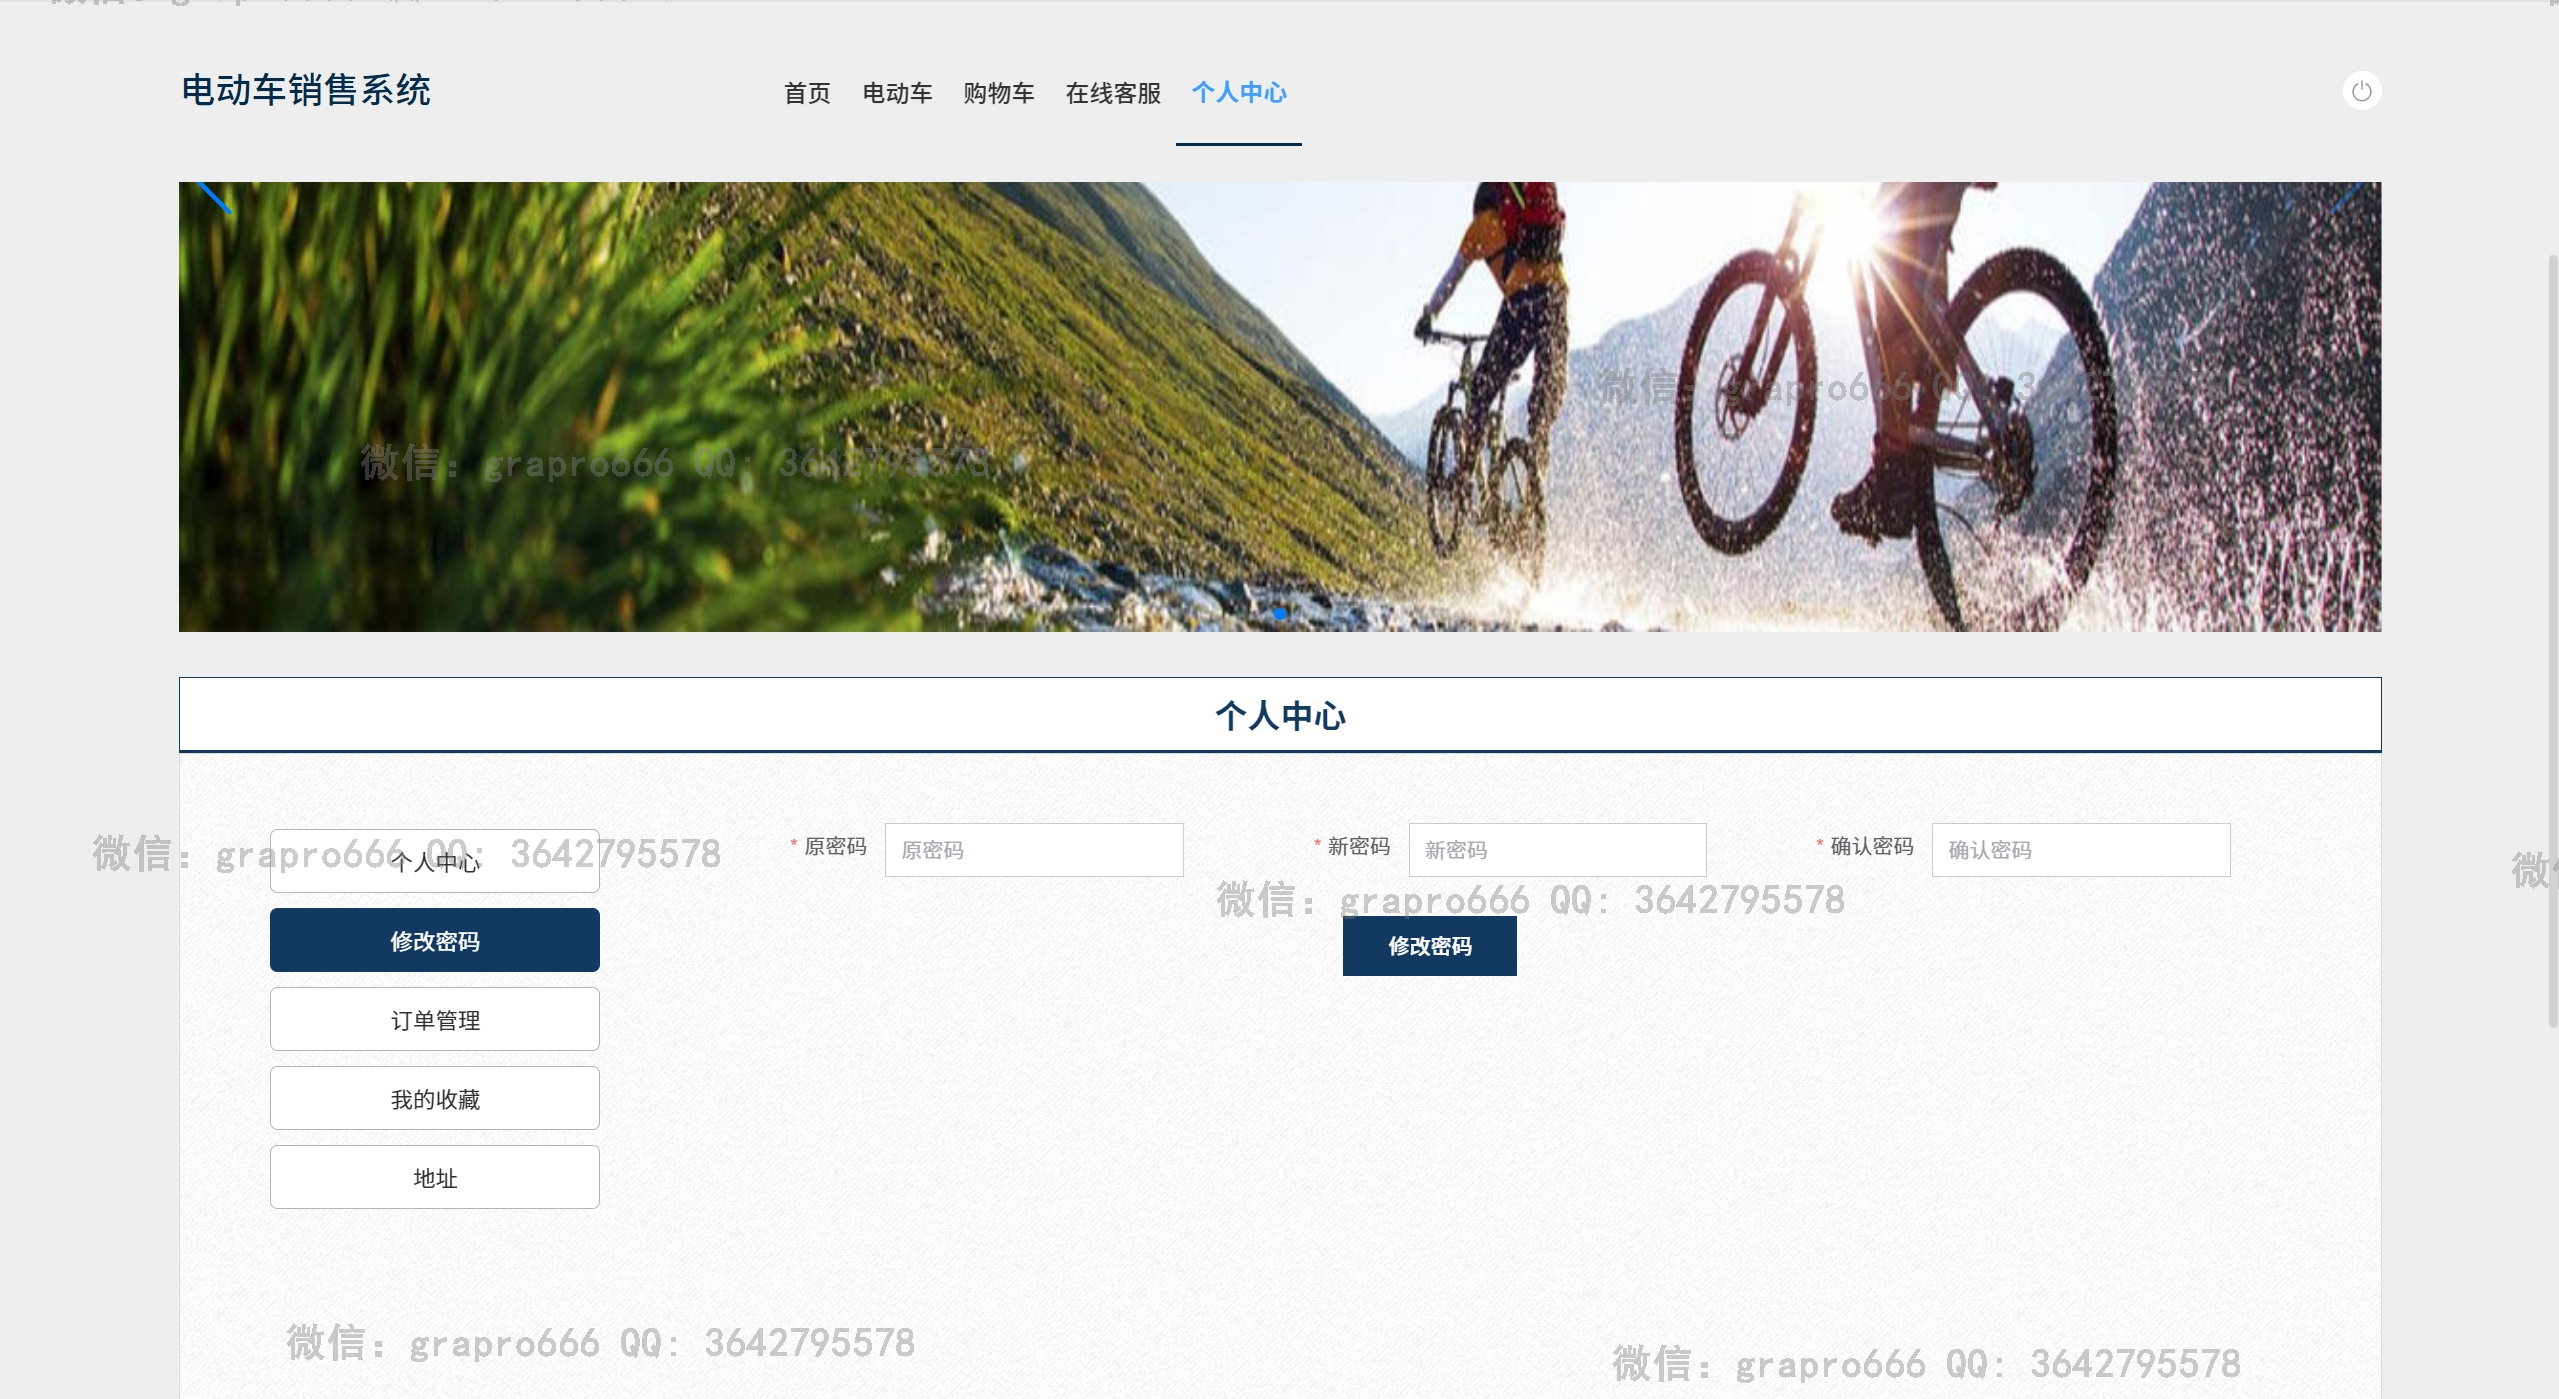 电动车销售系统
首页 电动车 购物车 在线客服 个人中心
微信: grapro666 QQ: 3
微信: grapro666 QQ: 3642795578
个人中心
微信: grapro666 QQ: 3642795578
个人中心
* 原密码 原密码
* 新密码 新密码
* 确认密码 确认密码
微信: grapro666 QQ: 3642795578
修改密码
修改密码
订单管理
我的收藏
地址
微信: grapro666 QQ: 3642795578
微信: grapro666 QQ: 3642795578